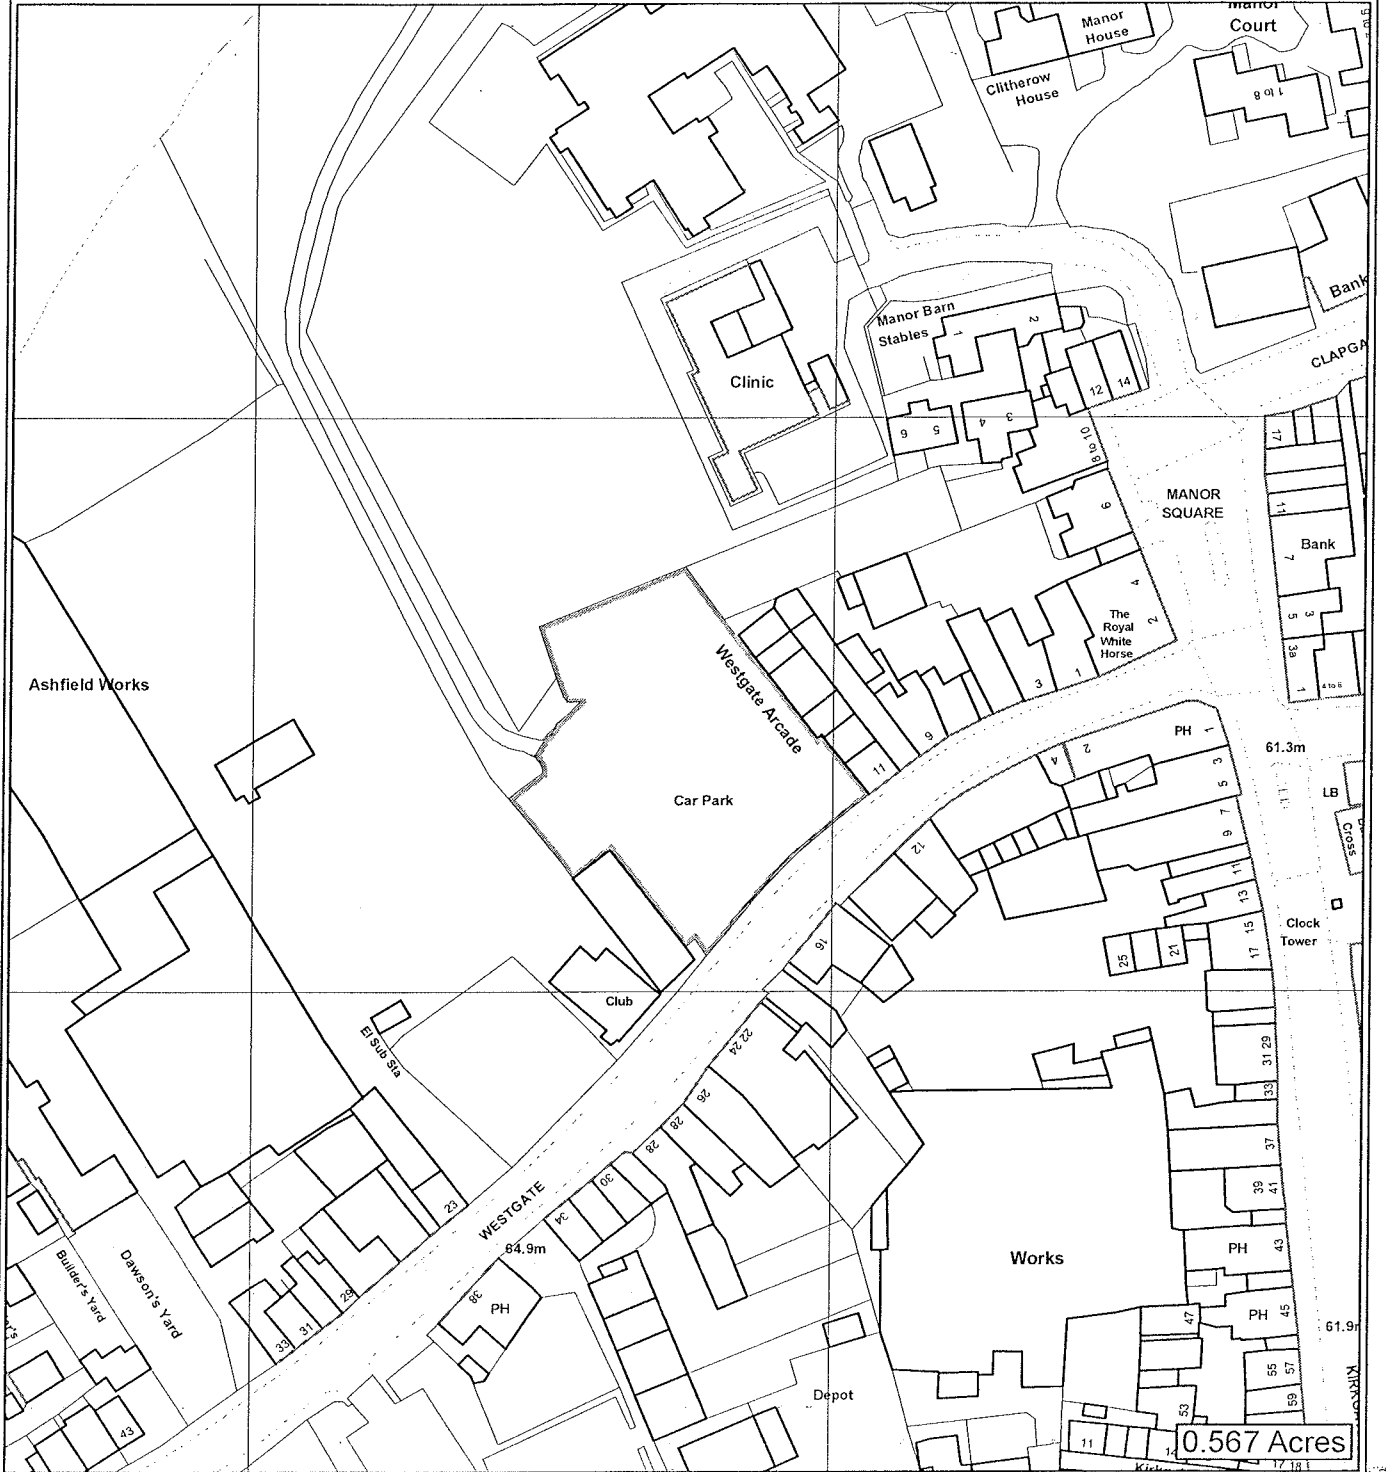 Manor
House
Manor
Court
Clitherow
House
1 to 8
Manor Barn
Stables
1
2
Bank
CLAPGA
Clinic
12
14
6
5
4
3
8 to 10
17
MANOR
SQUARE
6
11
Bank
7
The
Royal
White
Horse
4
2
5
3
3a
1
4 to 6
Westgate Arcade
3
1
9
11
Ashfield Works
PH
1
2
4
3
5
61.3m
LB
Car Park
7
9
Cross
12
11
13
16
15
17
Clock
Tower
25
21
Club
El Sub Sta
22 24
31 29
33
26
28
28
37
30
34
39
41
23
WESTGATE
64.9m
PH
43
Works
Dawson's Yard
Builder's Yard
38
PH
29
31
33
47
PH
45
61.9m
55
57
59
Depot
53
43
11
0.567 Acres
17 18